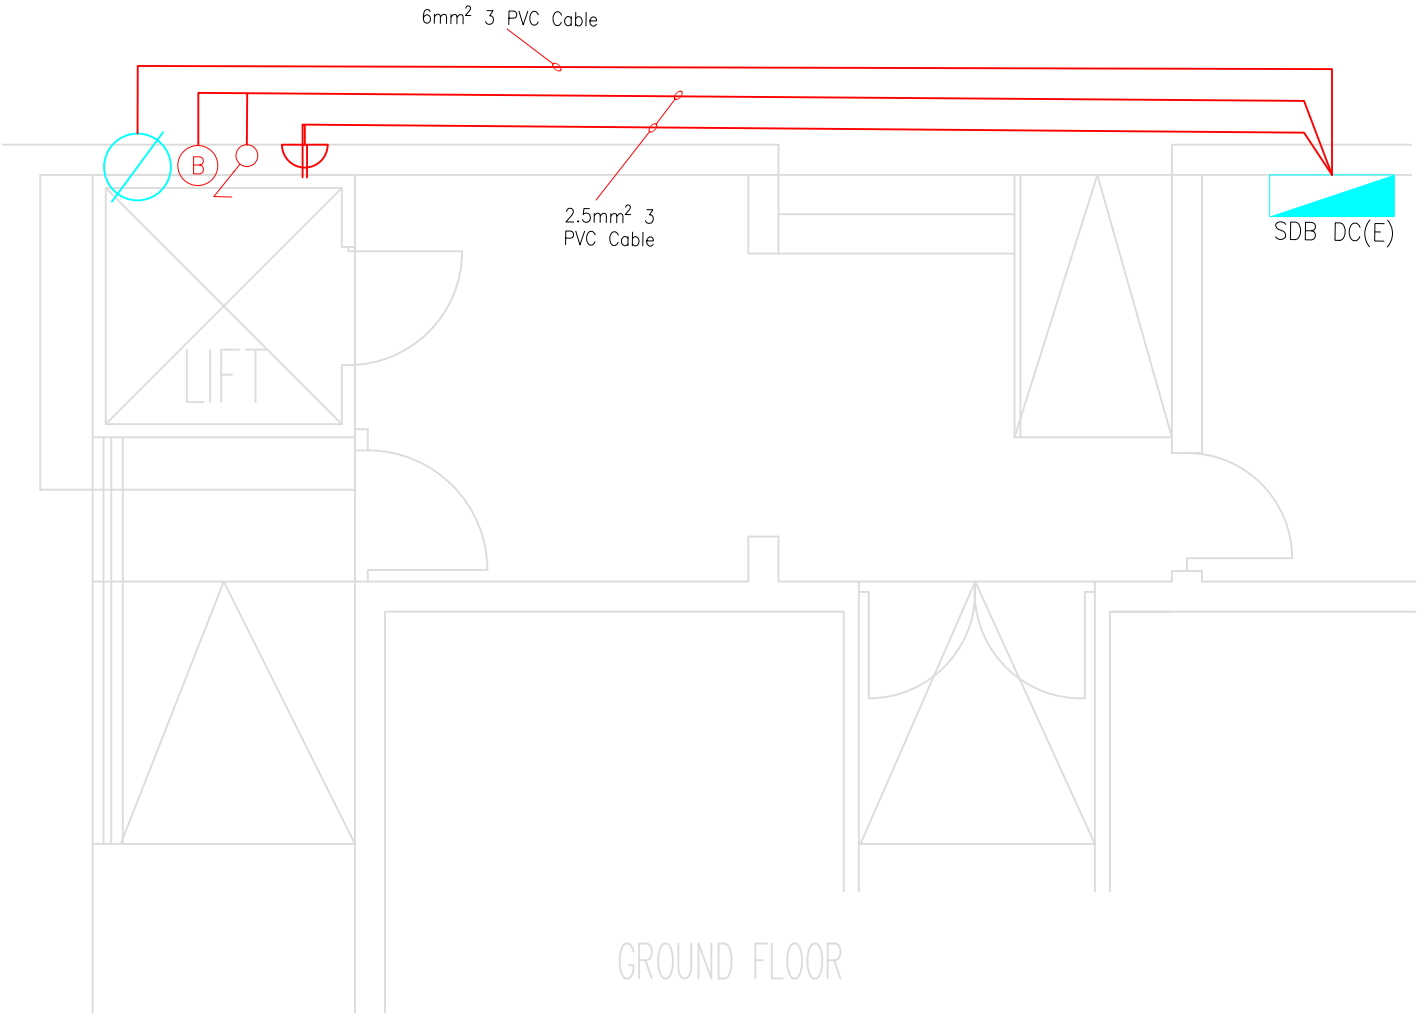 6mm² 3 PVC Cable
B
2.5mm² 3
PVC Cable
SDB DC(E)
LIFT
GROUND FLOOR